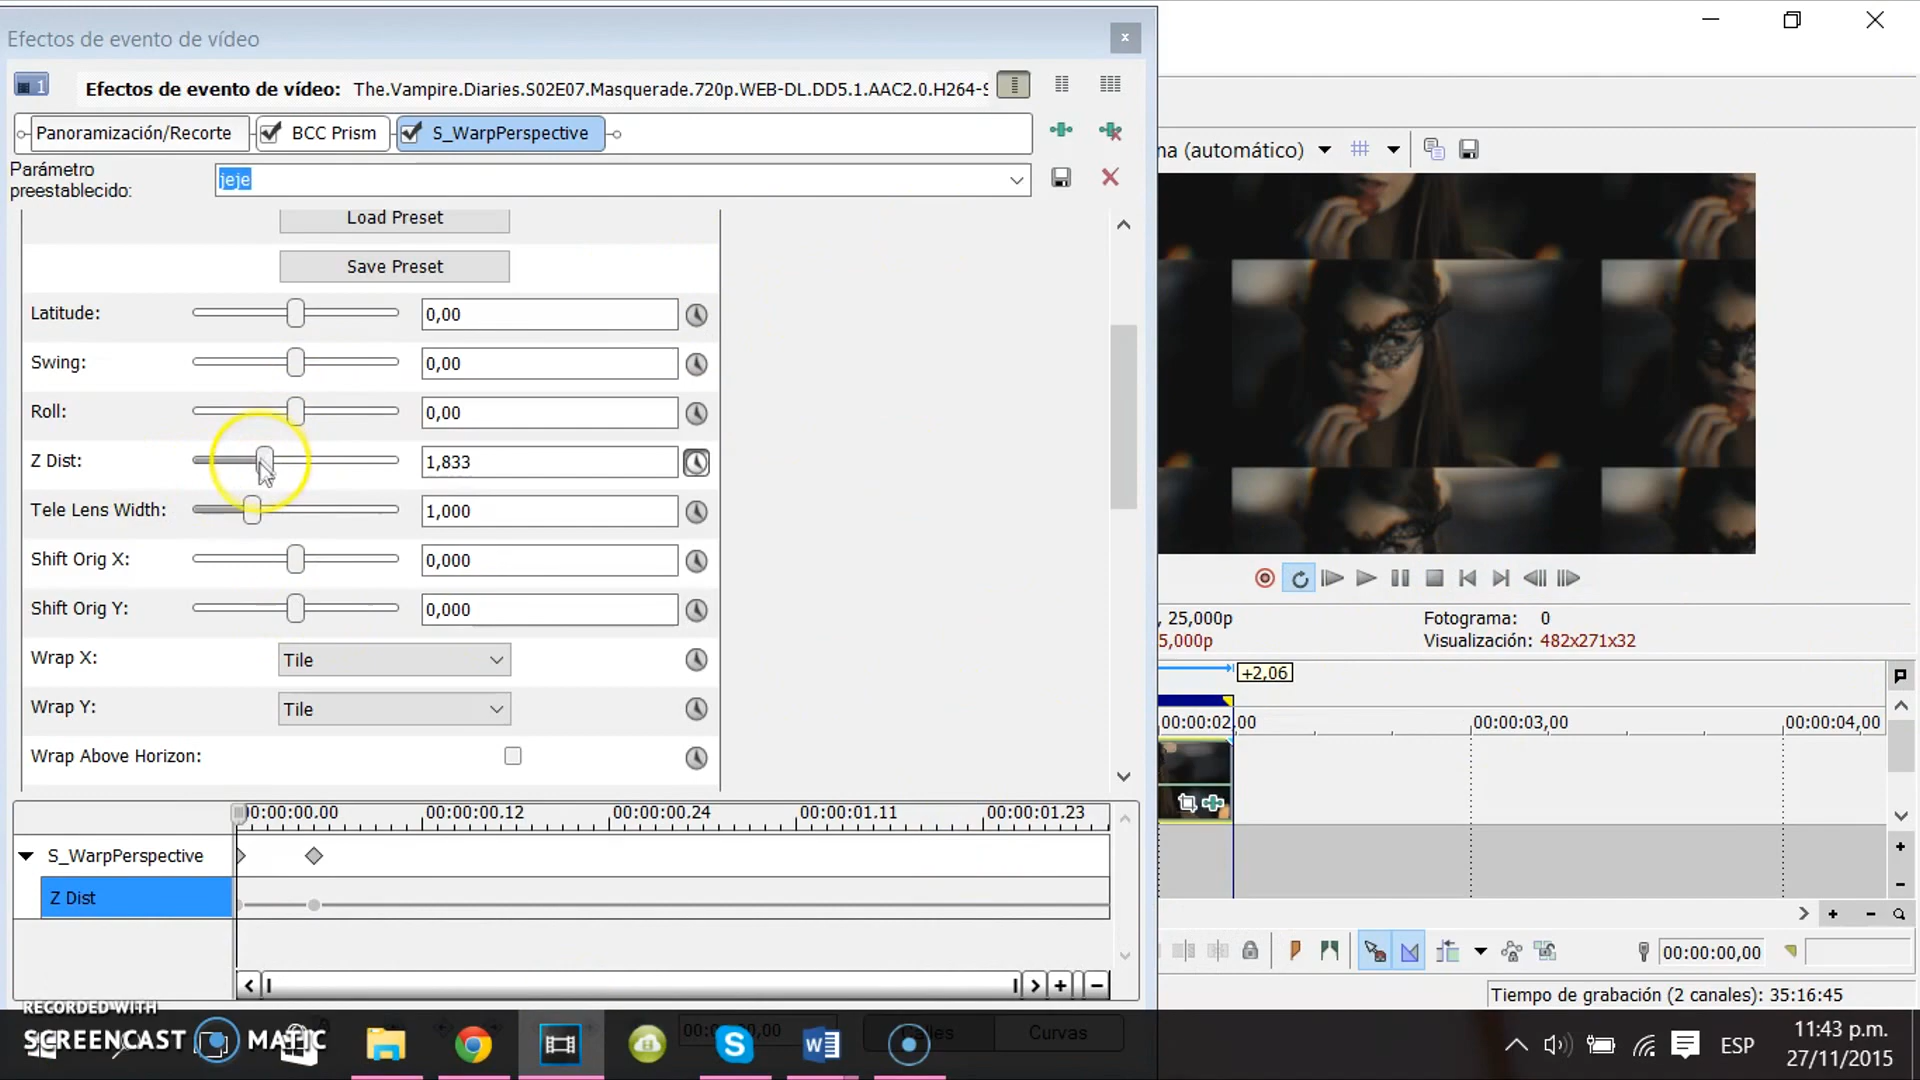 Efectos de evento de vídeo
1 Efectos de evento de vídeo: The.Vampire.Diaries.S02E07.Masquerade.720p.WEB-DL.DD5.1.AAC2.0.H264-S
Panoramización/Recorte BCC Prism S_WarpPerspective
Parámetro
preestablecido:
jeje
Load Preset
Save Preset
Latitude: 0,00
Swing: 0,00
Roll: 0,00
Z Dist: 1,833
Tele Lens Width: 1,000
Shift Orig X: 0,000
Shift Orig Y: 0,000
Wrap X: Tile
Wrap Y: Tile
Wrap Above Horizon:
00:00:00.00 00:00:00.12 00:00:00.24 00:00:01.11 00:00:01.23
S_WarpPerspective
Z Dist
na (automático)
, 25,000p
5,000p
Fotograma: 0
Visualización: 482x271x32
+2,06
00:00:02,00 00:00:03,00 00:00:04,00
00:00:00,00
Tiempo de grabación (2 canales): 35:16:45
RECORDED WITH
SCREENCAST MATIC
Curvas
ESP
11:43 p.m.
27/11/2015